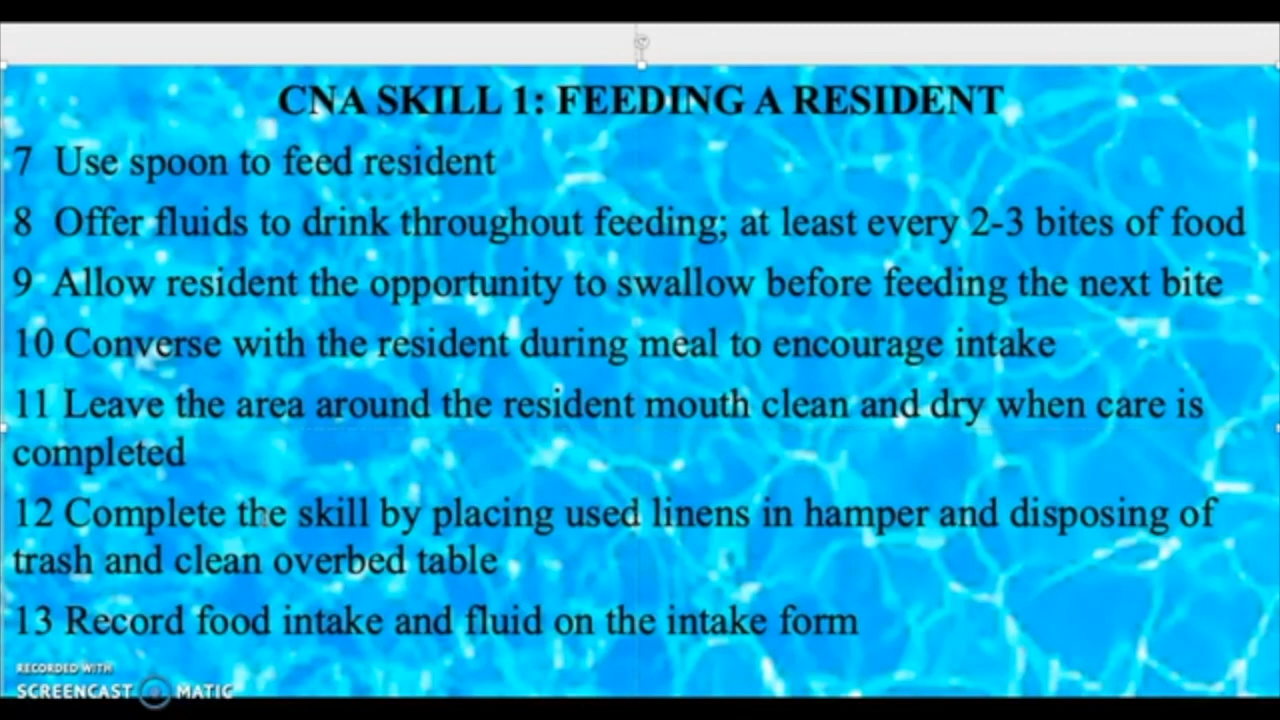 CNA SKILL 1: FEEDING A RESIDENT
7 Use spoon to feed resident
8 Offer fluids to drink throughout feeding; at least every 2-3 bites of food
9 Allow resident the opportunity to swallow before feeding the next bite
10 Converse with the resident during meal to encourage intake
11 Leave the area around the resident mouth clean and dry when care is
completed
12 Complete the skill by placing used linens in hamper and disposing of
trash and clean overbed table
13 Record food intake and fluid on the intake form
RECORDED WITH
SCREENCAST MATIC